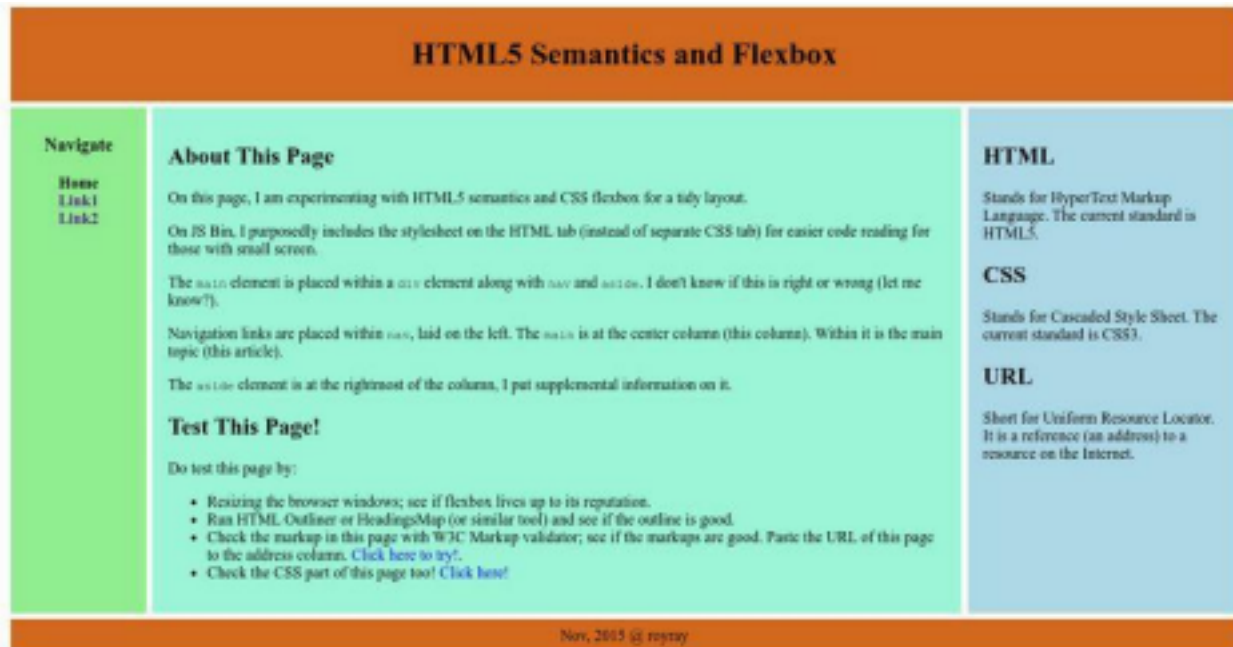 HTML5 Semantics and Flexbox
Navigate
Home
Link1
Link2
About This Page
On this page, I am experimenting with HTML5 semantics and CSS flexbox for a tidy layout.
On JS Bin, I purposedly includes the stylesheet on the HTML tab (instead of separate CSS tab) for easier code reading for
those with small screen.
The main element is placed within a div element along with nav and aside. I don't know if this is right or wrong (let me
know?).
Navigation links are placed within nav, laid on the left. The main is at the center column (this column). Within it is the main
topic (this article).
The aside element is at the rightmost of the column, I put supplemental information on it.
Test This Page!
Do test this page by:
• Resizing the browser windows; see if flexbox lives up to its reputation.
• Run HTML Outliner or HeadingsMap (or similar tool) and see if the outline is good.
• Check the markup in this page with W3C Markup validator; see if the markups are good. Paste the URL of this page
to the address column. Click here to try!.
• Check the CSS part of this page too! Click here!
HTML
Stands for HyperText Markup
Language. The current standard is
HTML5.
CSS
Stands for Cascaded Style Sheet. The
current standard is CSS3.
URL
Short for Uniform Resource Locator.
It is a reference (an address) to a
resource on the Internet.
Nov, 2015 @ royray